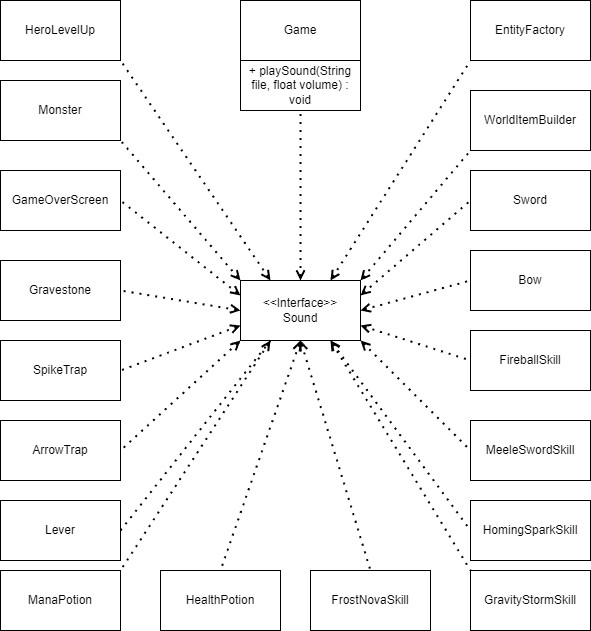 HeroLevelUp
Game
EntityFactory
+ playSound(String
file, float volume) :
void
Monster
WorldItemBuilder
GameOverScreen
Sword
Gravestone
<<Interface>>
Sound
Bow
SpikeTrap
FireballSkill
ArrowTrap
MeeleSwordSkill
Lever
HomingSparkSkill
ManaPotion
HealthPotion
FrostNovaSkill
GravityStormSkill